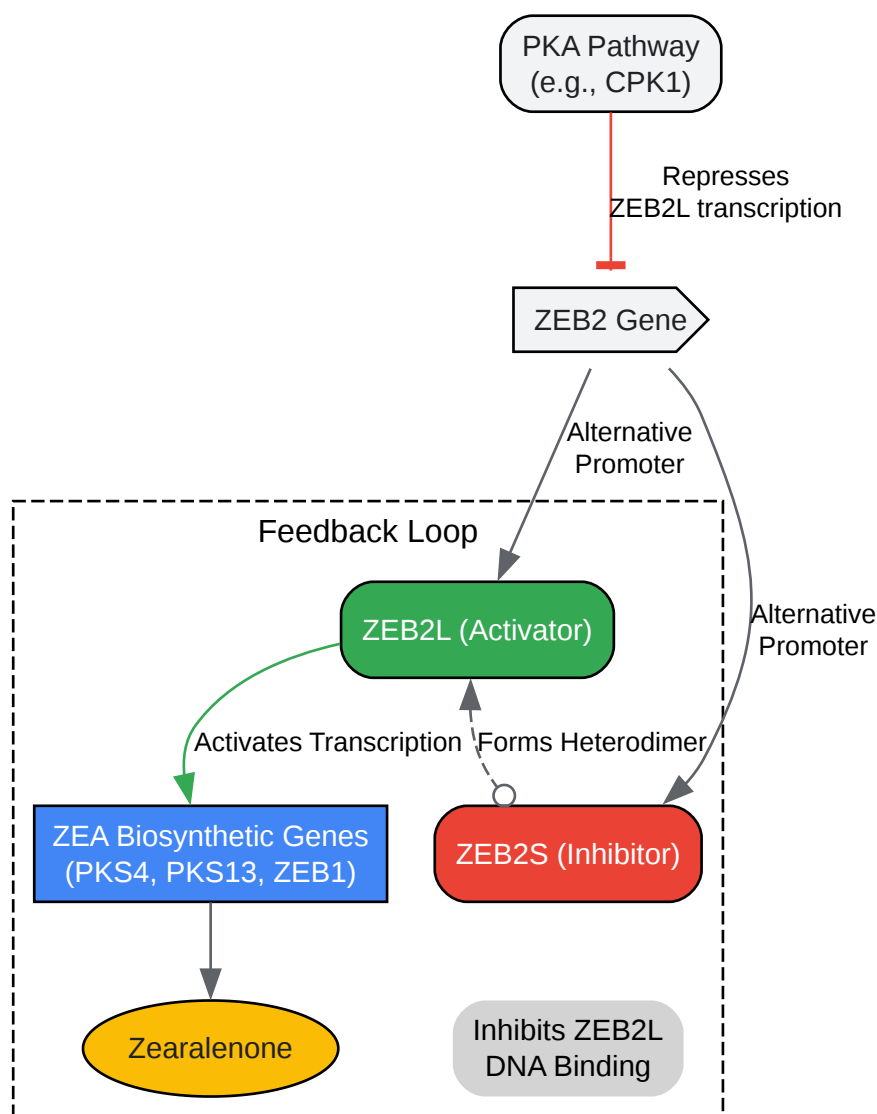 PKA Pathway
(e.g., CPK1)
Represses
ZEB2L transcription
ZEB2 Gene
Alternative
Promoter
Feedback Loop
ZEB2L (Activator)
Alternative
Promoter
Activates Transcription
Forms Heterodimer
ZEA Biosynthetic Genes
(PKS4, PKS13, ZEB1)
ZEB2S (Inhibitor)
Zearalenone
Inhibits ZEB2L
DNA Binding